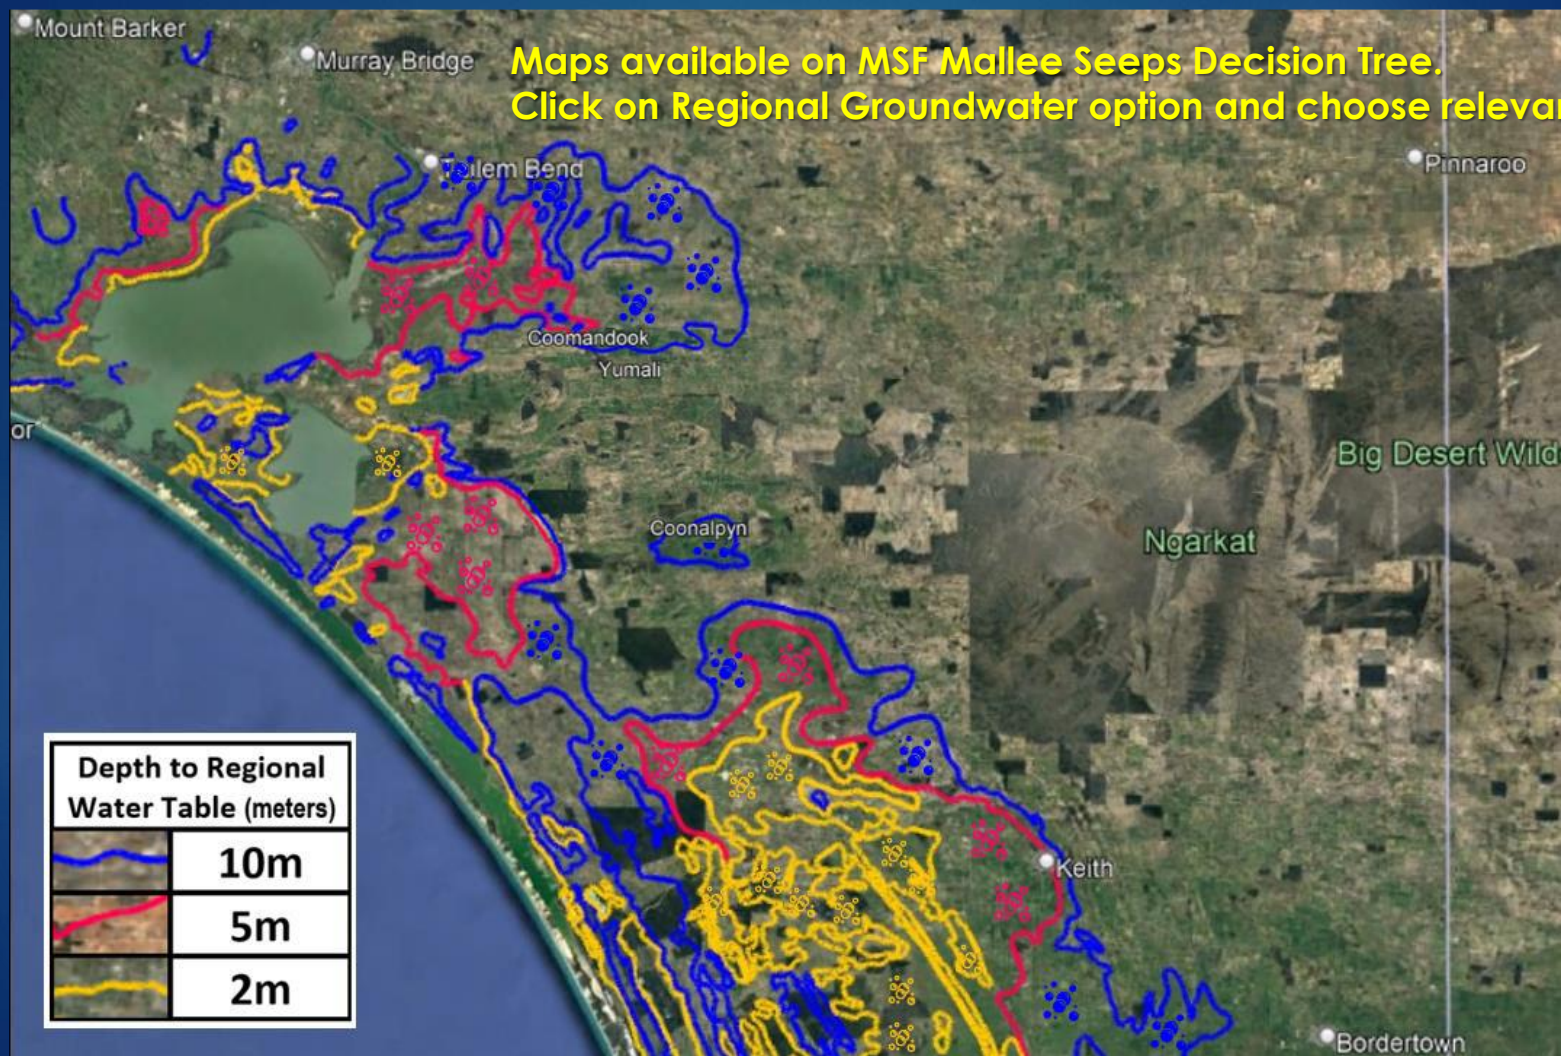 Mount Barker
Murray Bridge
Maps available on MSF Mallee Seeps Decision Tree.
Click on Regional Groundwater option and choose relevan
Tailem Bend
Pinnaroo
Coomandook
Yumali
or
Big Desert Wild
Coonalpyn
Ngarkat
Depth to Regional
Water Table (meters)
10m
5m
2m
Keith
Bordertown